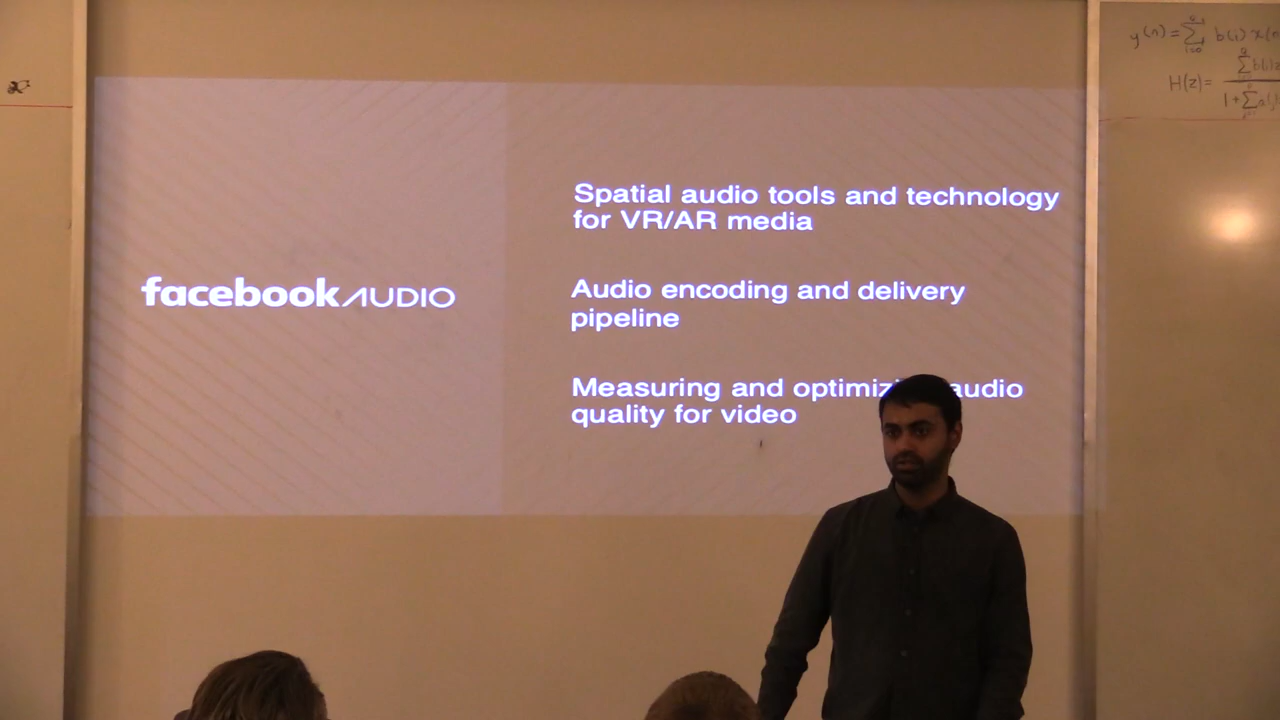 facebook AUDIO
Spatial audio tools and technology
for VR/AR media
Audio encoding and delivery
pipeline
Measuring and audio
quality for video
y(n) = Σ b(i) x(n
H(z) =